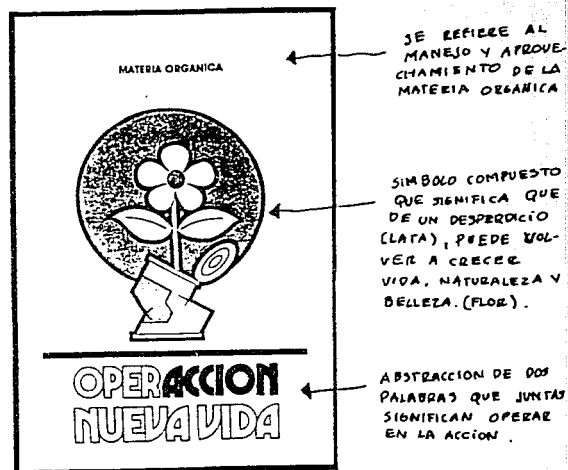 MATERIA ORGANICA
OPERACCION
NUEVA VIDA
SE REFIERE AL
MANEJO Y APROVE-
CHAMIENTO DE LA
MATERIA ORGANICA
SIMBOLO COMPUESTO
QUE SIGNIFICA QUE
DE UN DESPERDICIO
(LATA), PUEDE VOL-
VER A CRECER
VIDA, NATURALEZA Y
BELLEZA. (FLOR).
ABSTRACCION DE DOS
PALABRAS QUE JUNTAS
SIGNIFICAN OPERAR
EN LA ACCION.